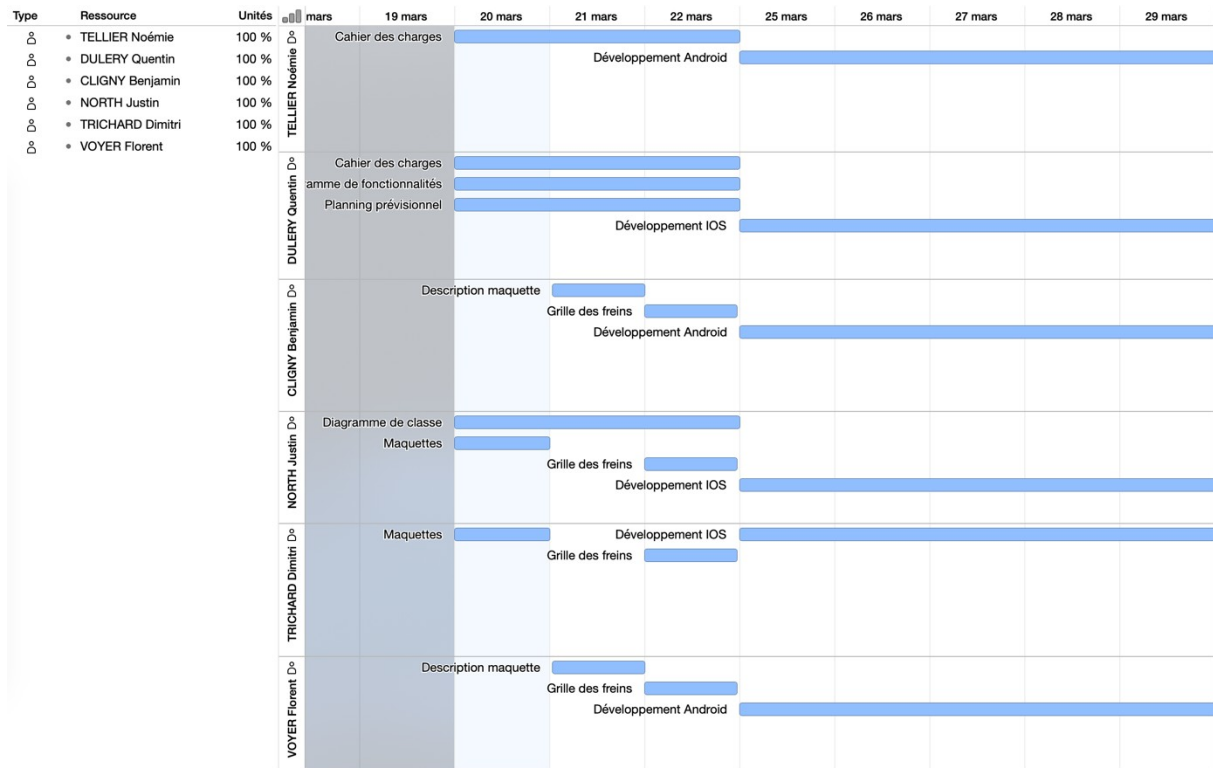 Type Ressource Unités mars 19 mars 20 mars 21 mars 22 mars 25 mars 26 mars 27 mars 28 mars 29 mars
TELLIER Noémie 100 %
DULERY Quentin 100 %
CLIGNY Benjamin 100 %
NORTH Justin 100 %
TRICHARD Dimitri 100 %
VOYER Florent 100 %
TELLIER Noémie
Cahier des charges
Développement Android
DULERY Quentin
Cahier des charges
amme de fonctionnalités
Planning prévisionnel
Développement IOS
CLIGNY Benjamin
Description maquette
Grille des freins
Développement Android
NORTH Justin
Diagramme de classe
Maquettes
Grille des freins
Développement IOS
TRICHARD Dimitri
Maquettes Développement IOS
Grille des freins
VOYER Florent
Description maquette
Grille des freins
Développement Android